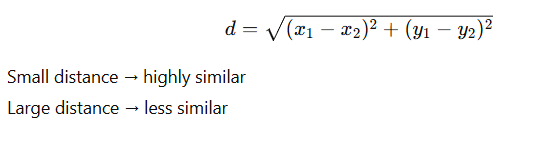 d = √(x₁ − x₂)² + (y₁ − y₂)²
Small distance → highly similar
Large distance → less similar